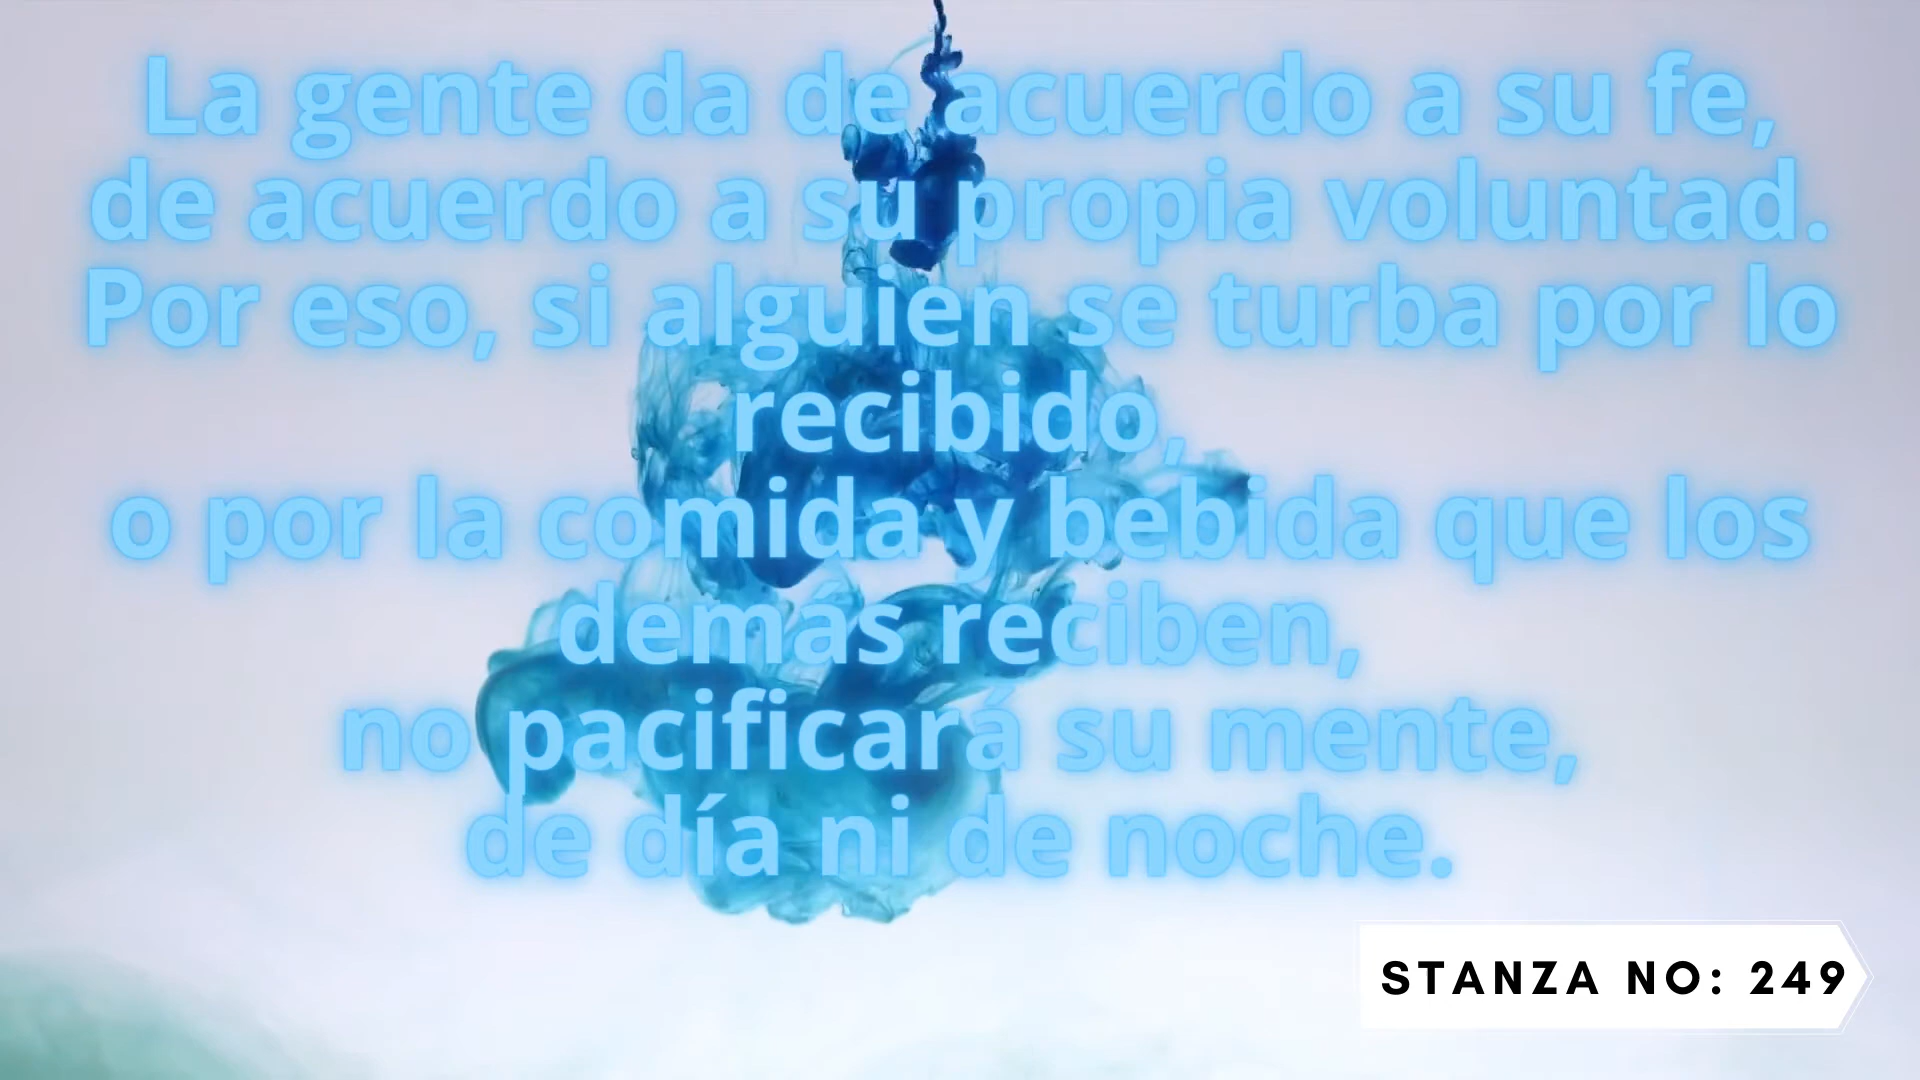 La gente da de acuerdo a su fe,
de acuerdo a su propia voluntad.
Por eso, si alguien se turba por lo
recibido,
o por la comida y bebida que los
demás reciben,
no pacificará su mente,
de día ni de noche.
STANZA NO: 249